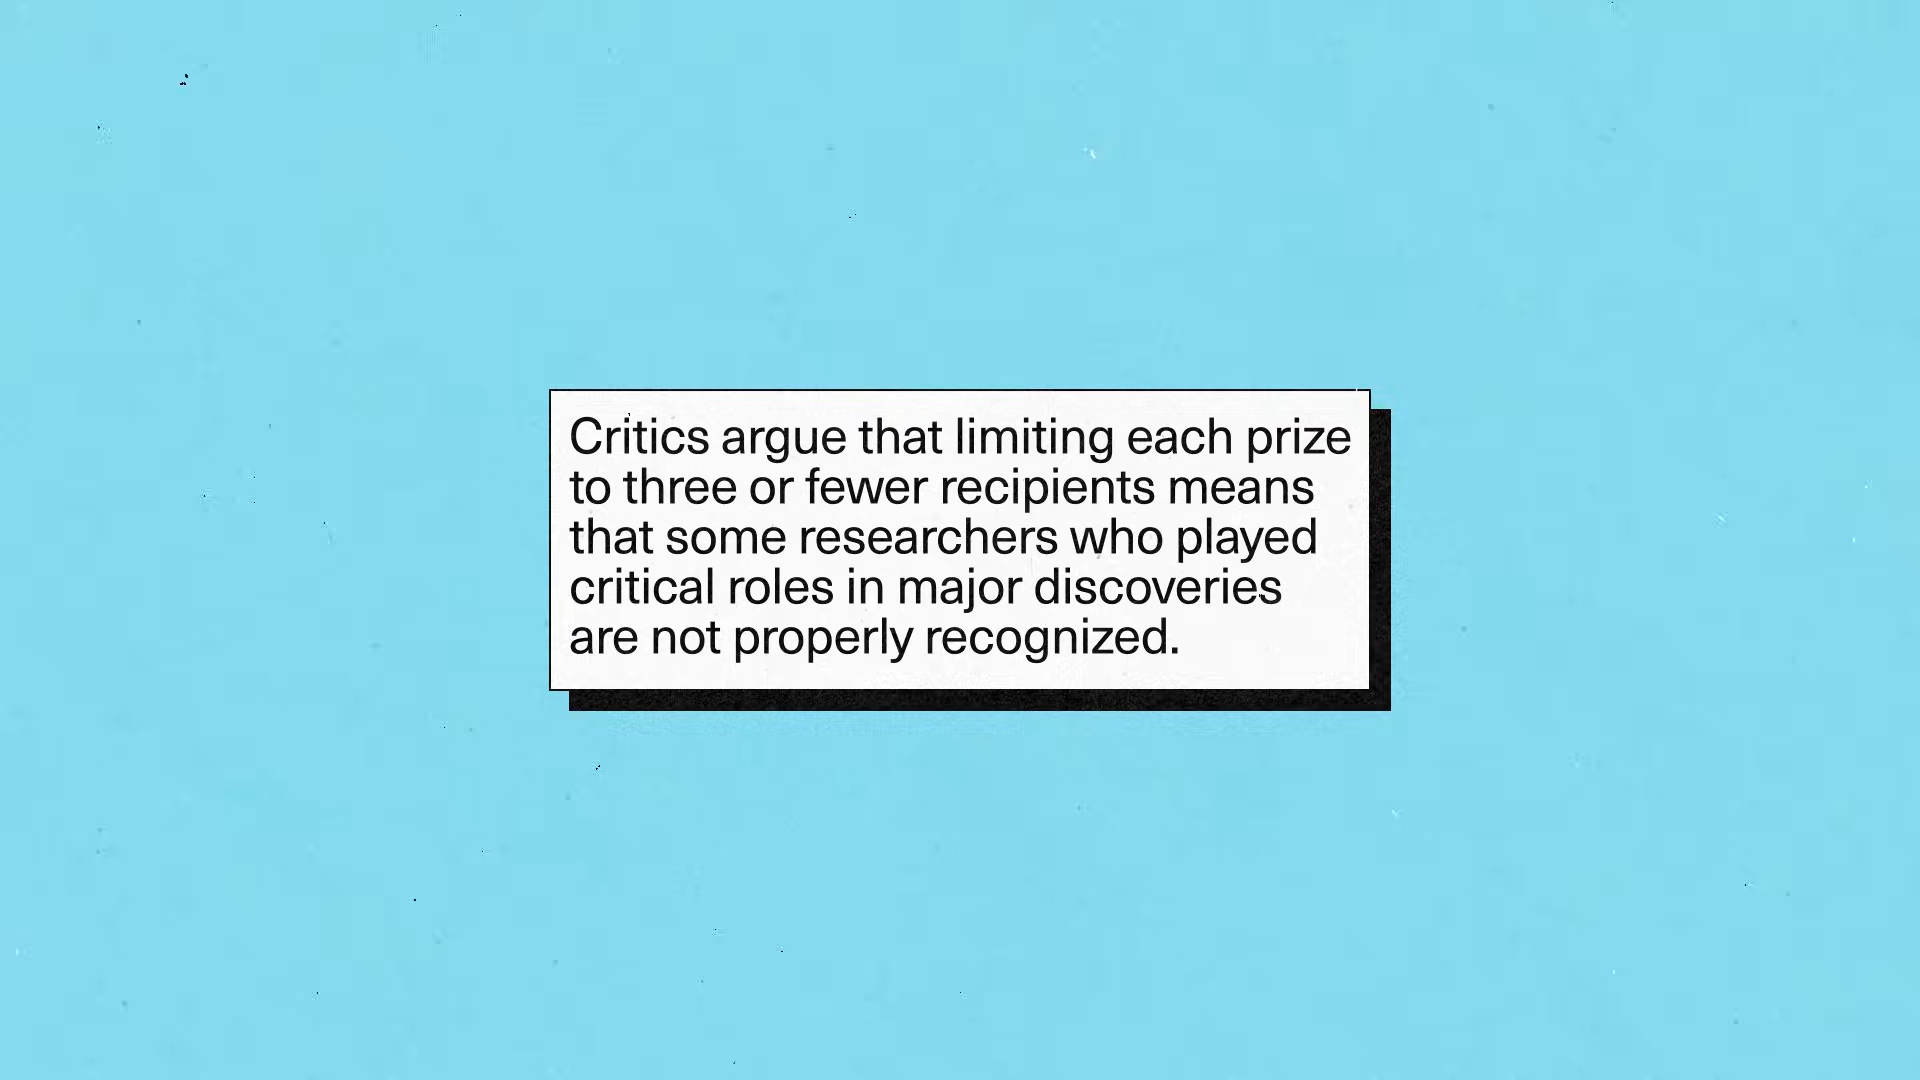 Critics argue that limiting each prize
to three or fewer recipients means
that some researchers who played
critical roles in major discoveries
are not properly recognized.